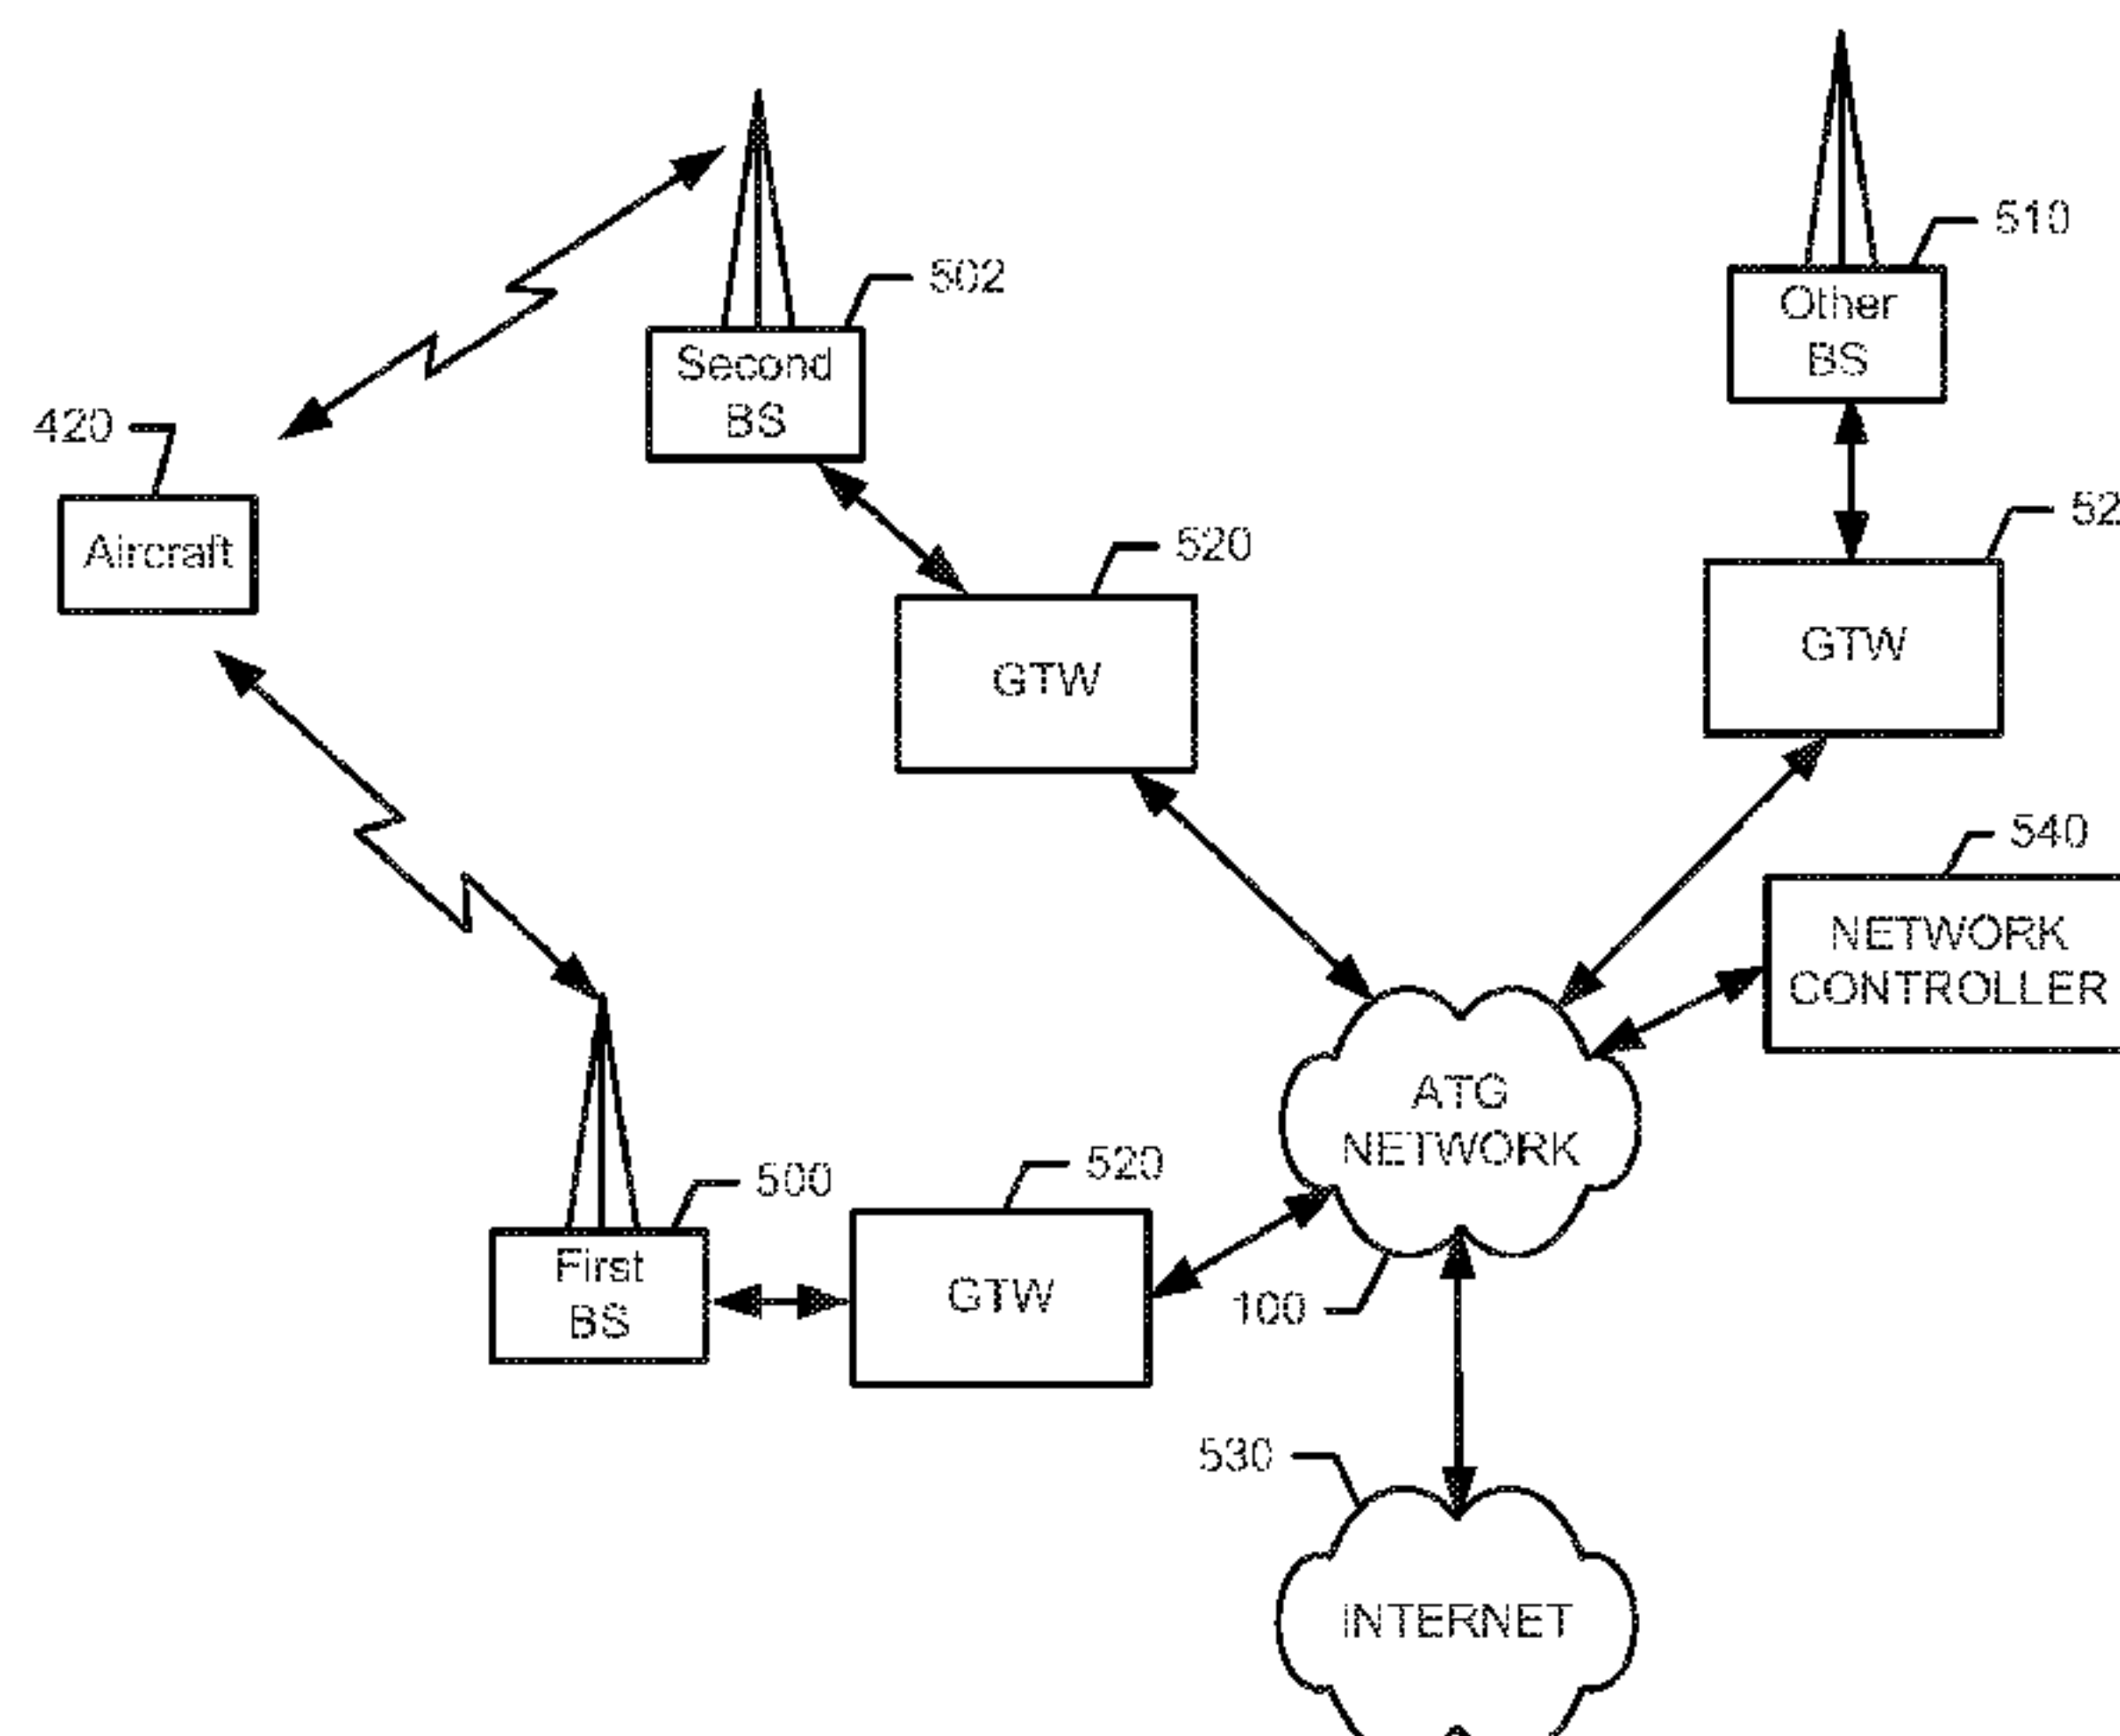 510
502
Other
BS
Second
BS
420
52
520
Aircraft
GTW
GTW
540
NETWORK
CONTROLLER
ATG
NETWORK
520
500
First
BS
GTW
100
530
INTERNET